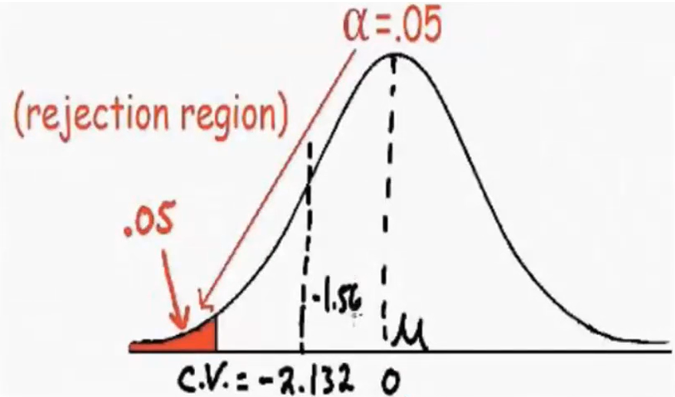 α=.05
(rejection region)
.05
-1.56
μ
C.V. = -2.132 0